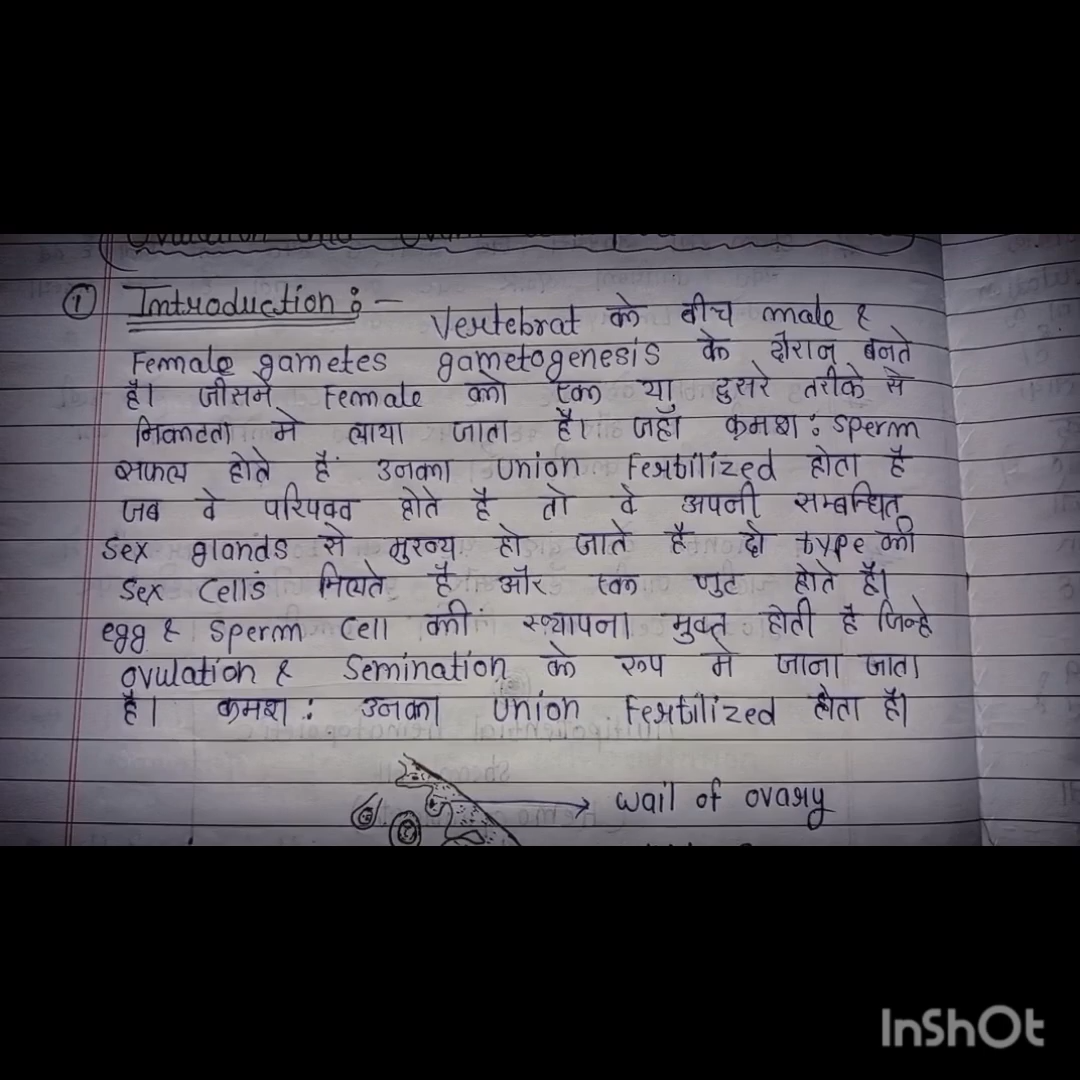 ① Introduction :-
Vertebrat के बीच male &
Female gametes gametogenesis के दौरान बनते
है। जीसमे Female को एक या दुसरे तरीके से
निकटता मे लाया जाता है। जहाँ क्रमश: sperm
सफल होते है उनका Union Fertilized होता है
जब वे परिपक्व होते है तो वे अपनी सम्बन्धित
sex glands से मुख्य हो जाते है दो type की
sex cells मिलते है और एक जुट होते है।
egg & sperm cell की स्थापना मुक्त होती है जिन्हे
ovulation & Semination के रूप मे जाना जाता
है। क्रमश: उनका Union Fertilized होता है।
wail of ovary
InShOt